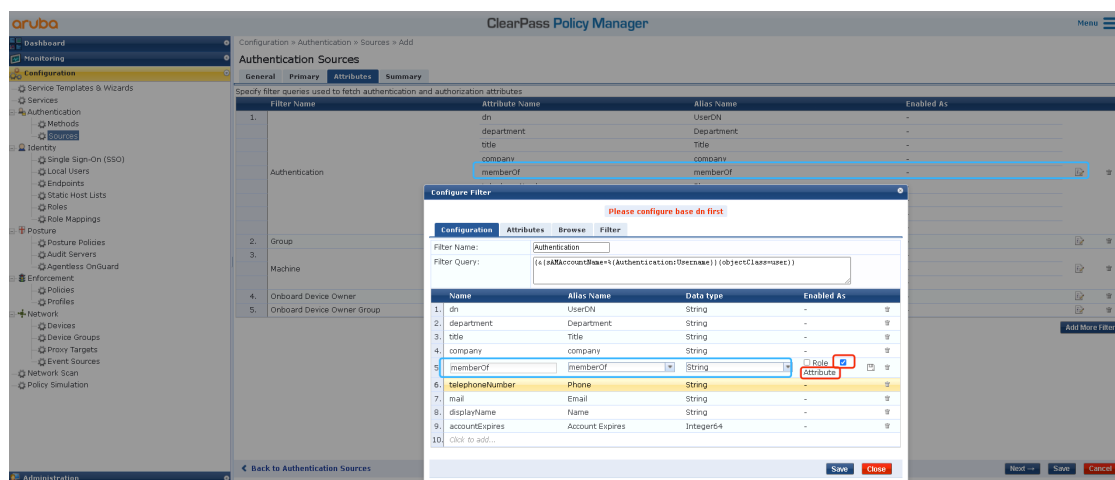 aruba
ClearPass Policy Manager
Menu
Dashboard
Monitoring
Configuration
Service Templates & Wizards
Services
Authentication
Methods
Sources
Identity
Single Sign-On (SSO)
Local Users
Endpoints
Static Host Lists
Roles
Role Mappings
Posture
Posture Policies
Audit Servers
Agentless OnGuard
Enforcement
Policies
Profiles
Network
Devices
Device Groups
Proxy Targets
Event Sources
Network Scan
Policy Simulation
Administration
Configuration » Authentication » Sources » Add
Authentication Sources
General Primary Attributes Summary
Specify filter queries used to fetch authentication and authorization attributes
Filter Name Attribute Name Alias Name Enabled As
1. Authentication
dn UserDN -
department Department -
title Title -
company company -
memberOf memberOf -
2. Group
3. Machine
4. Onboard Device Owner
5. Onboard Device Owner Group
Add More Filter
Configure Filter
Please configure base dn first
Configuration Attributes Browse Filter
Filter Name: Authentication
Filter Query: (&(sAMAccountName=%{Authentication:Username})(objectClass=user))
Name Alias Name Data type Enabled As
1. dn UserDN String -
2. department Department String -
3. title Title String -
4. company company String -
5. memberOf memberOf String Role
Attribute
6. telephoneNumber Phone String -
7. mail Email String -
8. displayName Name String -
9. accountExpires Account Expires Integer64 -
10. Click to add...
Save Close
Back to Authentication Sources
Next → Save Cancel